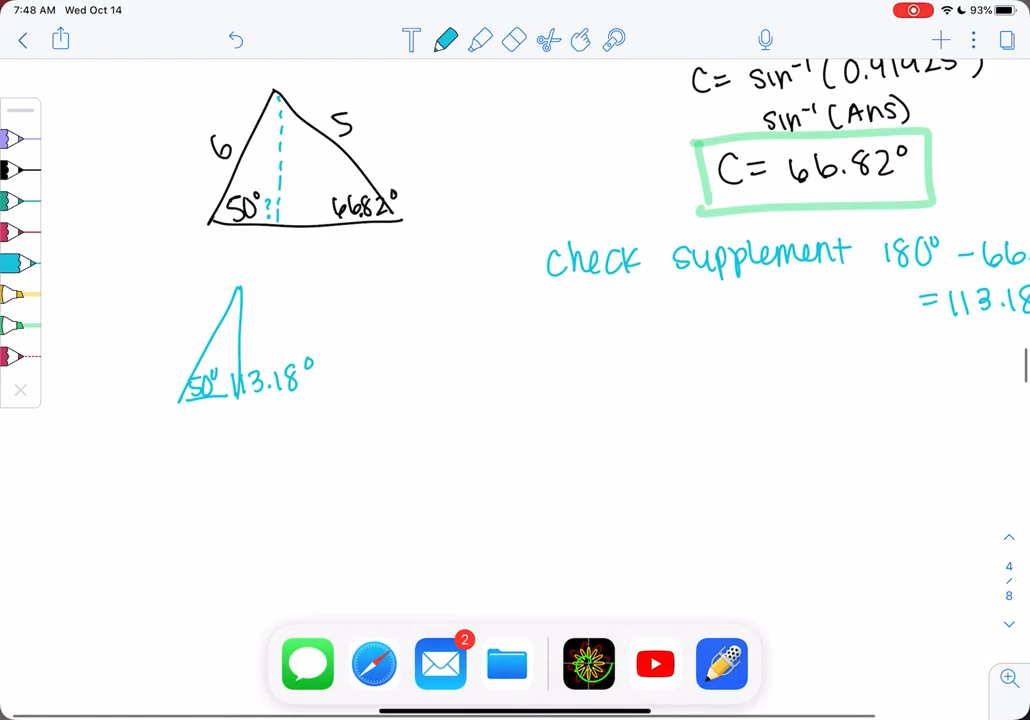 7:48 AM Wed Oct 14
93%
T
C= sin⁻¹ (0.91925)
sin⁻¹ (Ans)
C= 66.82°
6
5
50° ?
66.82°
check supplement 180° - 66.
= 113.18
50° 113.18°
4
/
8
2